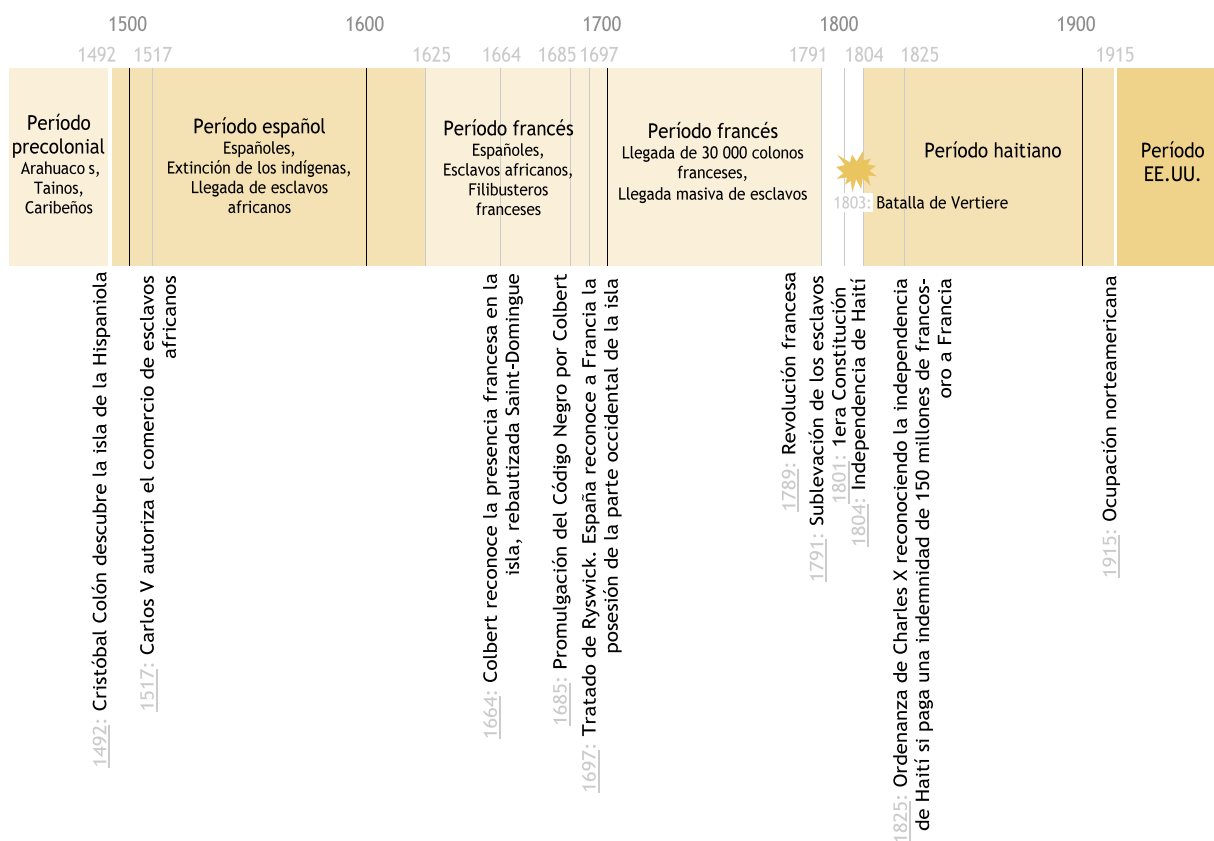 1500 1600 1700 1800 1900
1492 1517 1625 1664 1685 1697 1791 1804 1825 1915
Período
precolonial
Arahuaco s,
Tainos,
Caribeños
Período español
Españoles,
Extinción de los indígenas,
Llegada de esclavos
africanos
Período francés
Españoles,
Esclavos africanos,
Filibusteros
franceses
Período francés
Llegada de 30 000 colonos
franceses,
Llegada masiva de esclavos
Período haitiano
1803: Batalla de Vertiere
Período
EE.UU.
1492: Cristóbal Colón descubre la isla de la Hispaniola
1517: Carlos V autoriza el comercio de esclavos
africanos
1664: Colbert reconoce la presencia francesa en la
isla, rebautizada Saint-Domingue
1685: Promulgación del Código Negro por Colbert
1697: Tratado de Ryswick. España reconoce a Francia la
posesión de la parte occidental de la isla
1789: Revolución francesa
1791: Sublevación de los esclavos
1801: 1era Constitución
1804: Independencia de Haití
1825: Ordenanza de Charles X reconociendo la independencia
de Haití si paga una indemnidad de 150 millones de francos-
oro a Francia
1915: Ocupación norteamericana